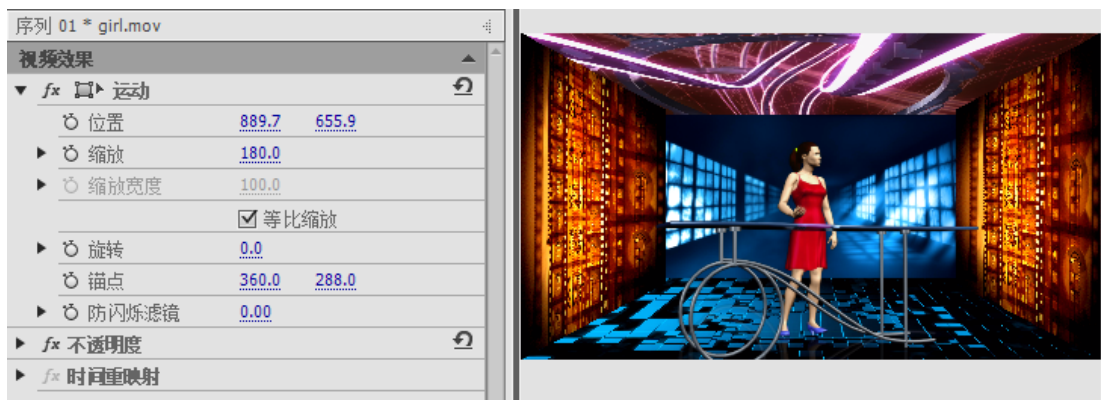 序列 01 * girl.mov
视频效果
fx 运动
位置 889.7 655.9
缩放 180.0
缩放宽度 100.0
等比缩放
旋转 0.0
锚点 360.0 288.0
防闪烁滤镜 0.00
fx 不透明度
fx 时间重映射